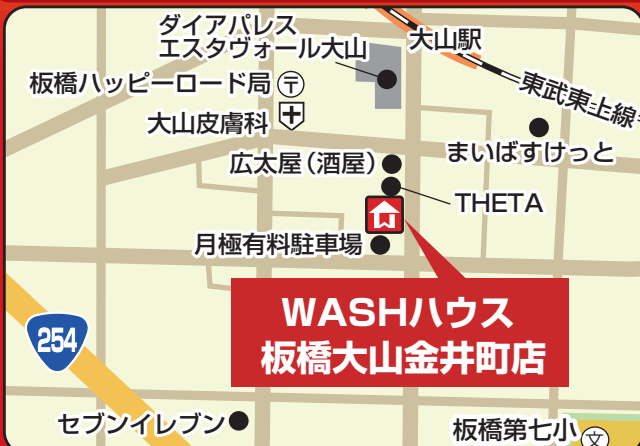 ダイアパレス
エスタヴォール大山
大山駅
板橋ハッピーロード局 〒
東武東上線
大山皮膚科
まいばすけっと
広太屋（酒屋）
THETA
月極有料駐車場
WASHハウス
板橋大山金井町店
254
セブンイレブン
板橋第七小 文